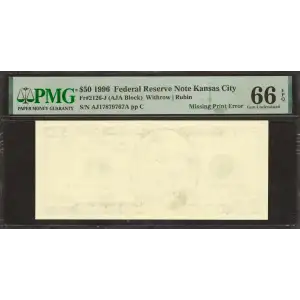 PMG
PAPER MONEY GUARANTY
$50 1996 Federal Reserve Note Kansas City
Fr#2126-J (AJA Block) Withrow | Rubin
S/N AJ17879767A pp C
Missing Print Error
66 EPQ
Gem Uncirculated